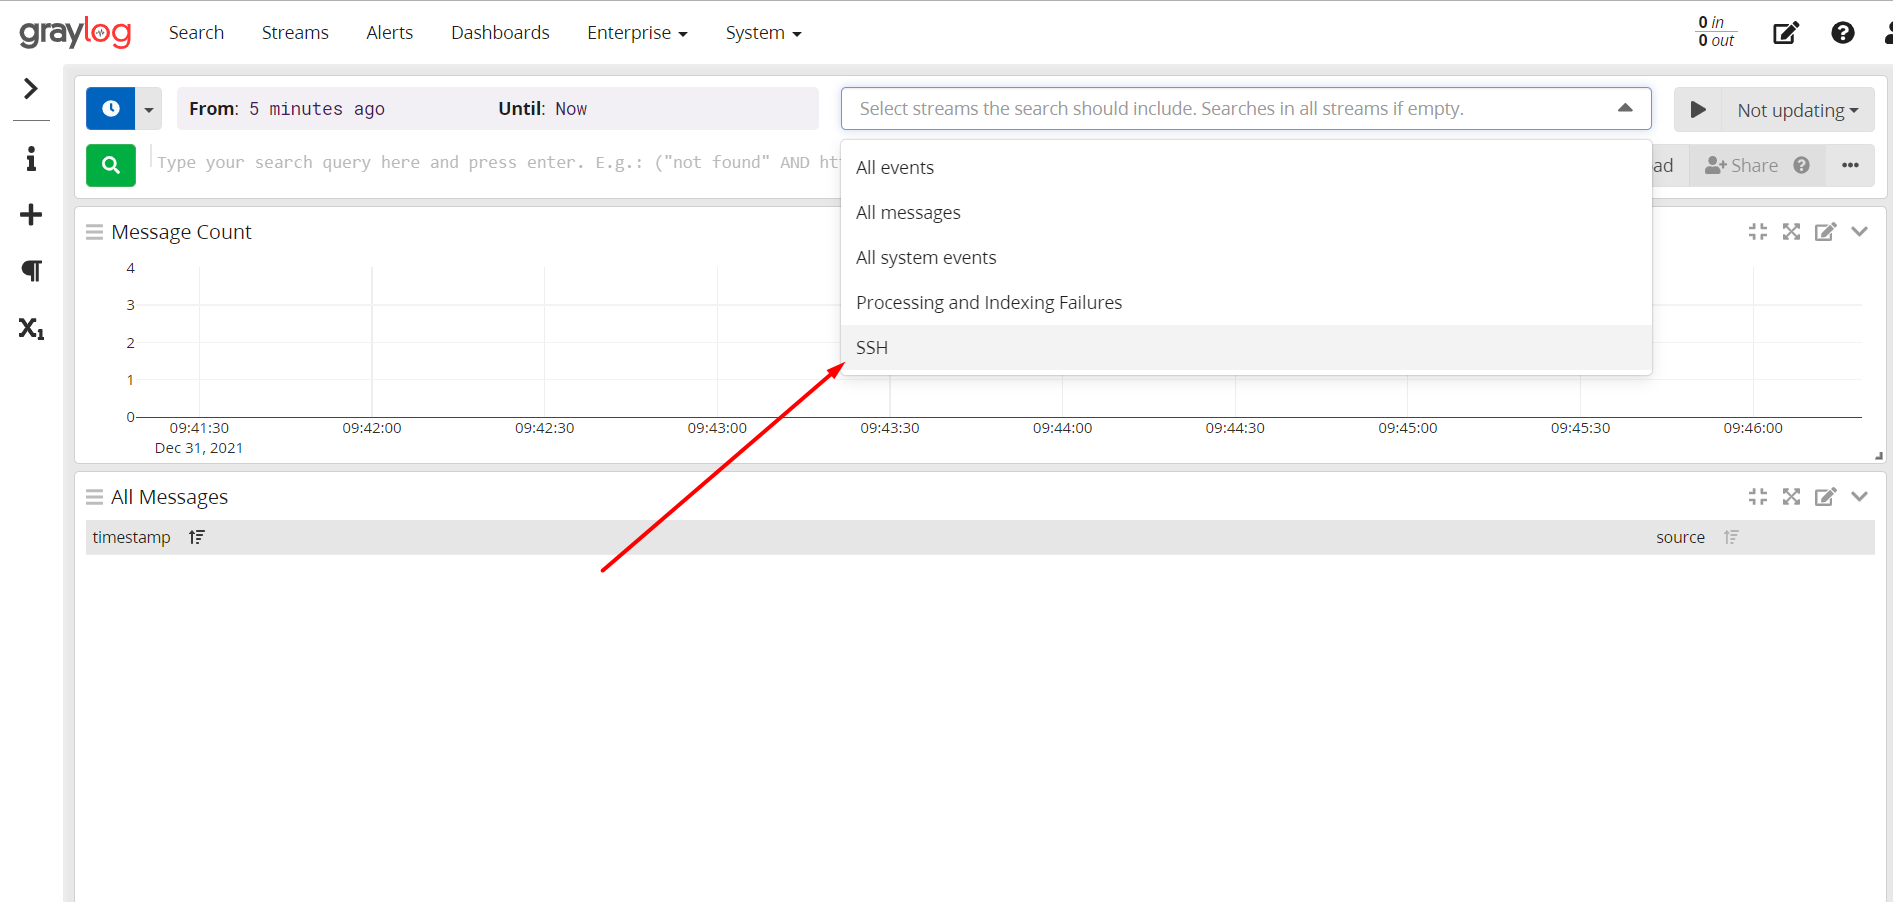 graylog Search Streams Alerts Dashboards Enterprise System 0 in
0 out
From: 5 minutes ago Until: Now Select streams the search should include. Searches in all streams if empty. Not updating
Type your search query here and press enter. E.g.: ("not found" AND ht ad Share
All events
All messages
All system events
Processing and Indexing Failures
SSH
X1
Message Count
4
3
2
1
0
09:41:30 09:42:00 09:42:30 09:43:00 09:43:30 09:44:00 09:44:30 09:45:00 09:45:30 09:46:00
Dec 31, 2021
All Messages
timestamp source